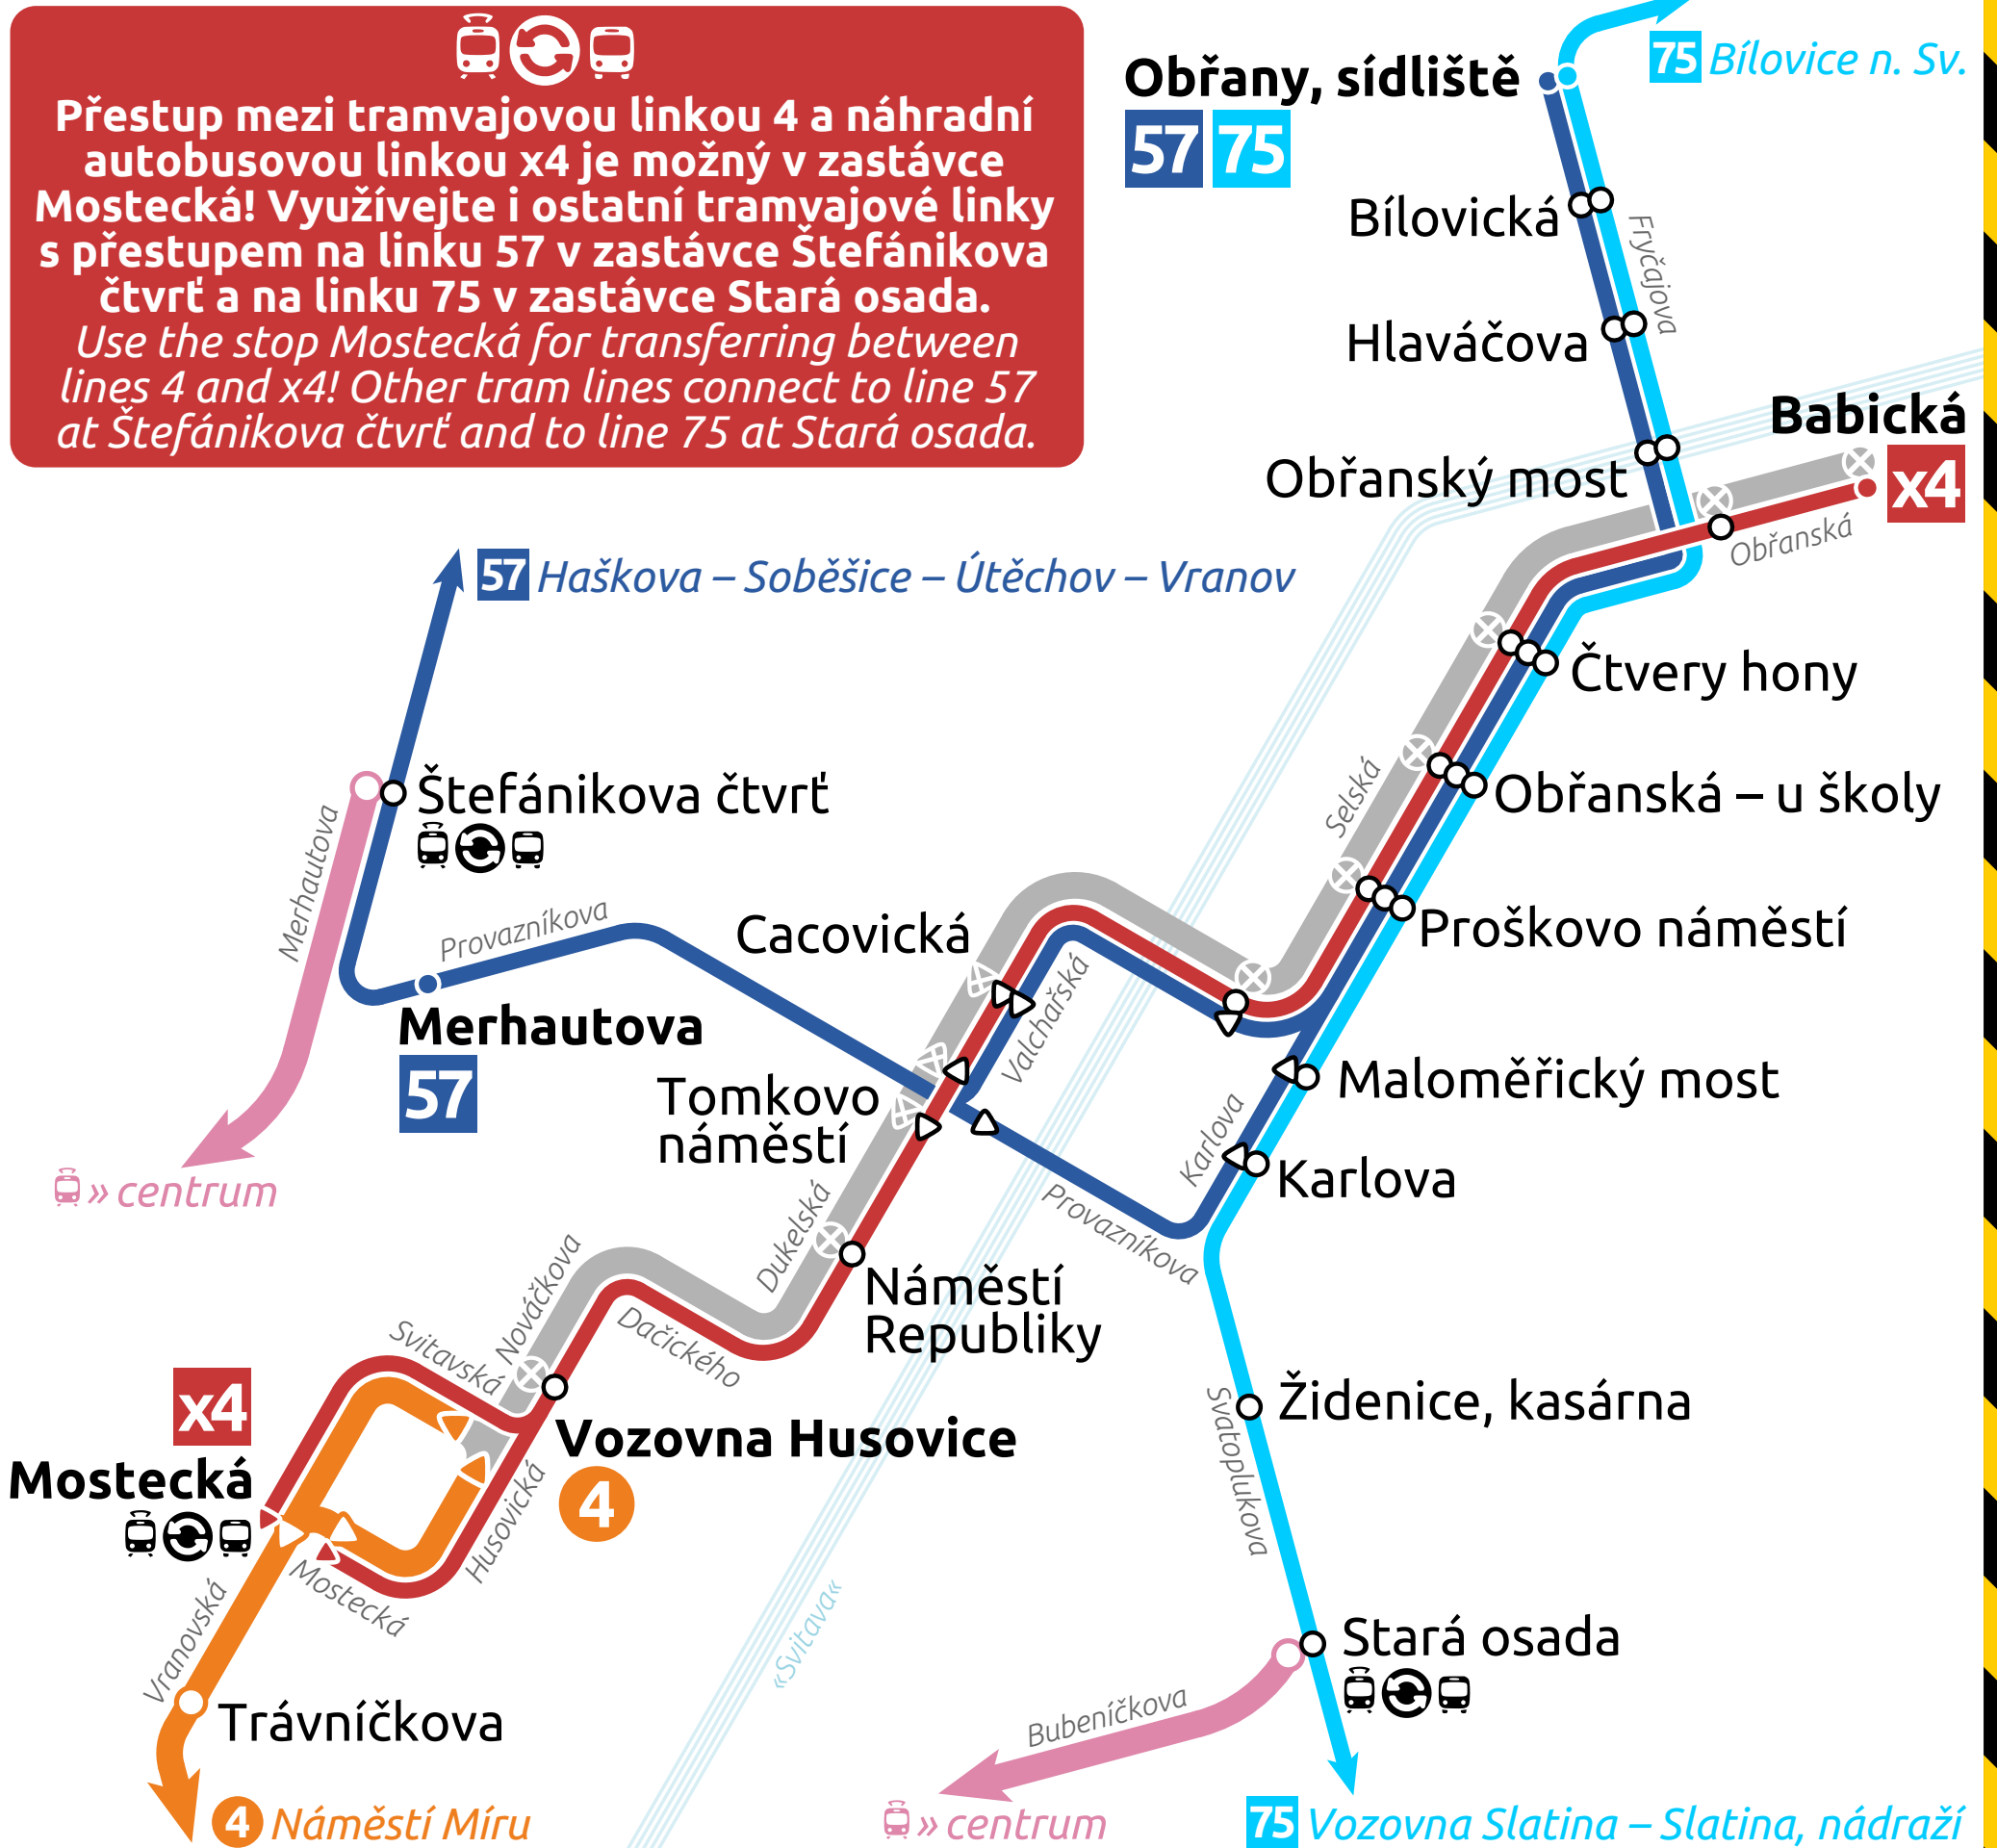 Přestup mezi tramvajovou linkou 4 a náhradní
autobusovou linkou x4 je možný v zastávce
Mostecká! Využívejte i ostatní tramvajové linky
s přestupem na linku 57 v zastávce Štefánikova
čtvrť a na linku 75 v zastávce Stará osada.
Use the stop Mostecká for transferring between
lines 4 and x4! Other tram lines connect to line 57
at Štefánikova čtvrť and to line 75 at Stará osada.
75 Bílovice n. Sv.
Obřany, sídliště
57 75
Bílovická
Fryčajova
Hlaváčova
Babická
x4
Obřanský most
Obřanská
57 Haškova – Soběšice – Útěchov – Vranov
Čtvery hony
Selská
Obřanská – u školy
Štefánikova čtvrť
Merhautova
Provazníkova
Cacovická
Proškovo náměstí
Valchařská
Merhautova
57
Tomkovo
náměstí
Maloměřický most
Karlova
Karlova
» centrum
Provazníkova
Dukelská
Náměstí
Republiky
Nováčkova
Dačického
Svitavská
x4
Mostecká
Vozovna Husovice
4
Husovická
Mostecká
Židenice, kasárna
Svatoplukova
«Svitava«
Vranovská
Trávníčkova
Stará osada
Bubeníčkova
4 Náměstí Míru
» centrum
75 Vozovna Slatina – Slatina, nádraží